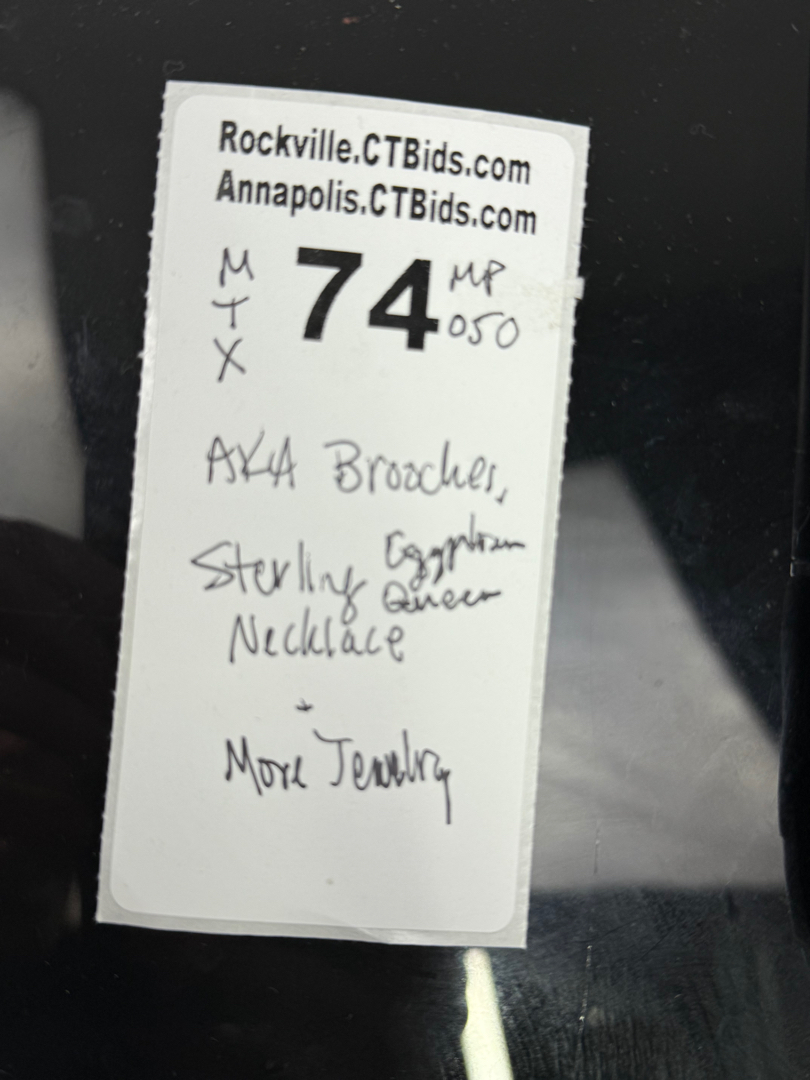 Rockville.CTBids.com
Annapolis.CTBids.com
M
T
X
74
MP
050
AKA Brooches,
Sterling Egyptian
Queen
Necklace
+
More Jewelry